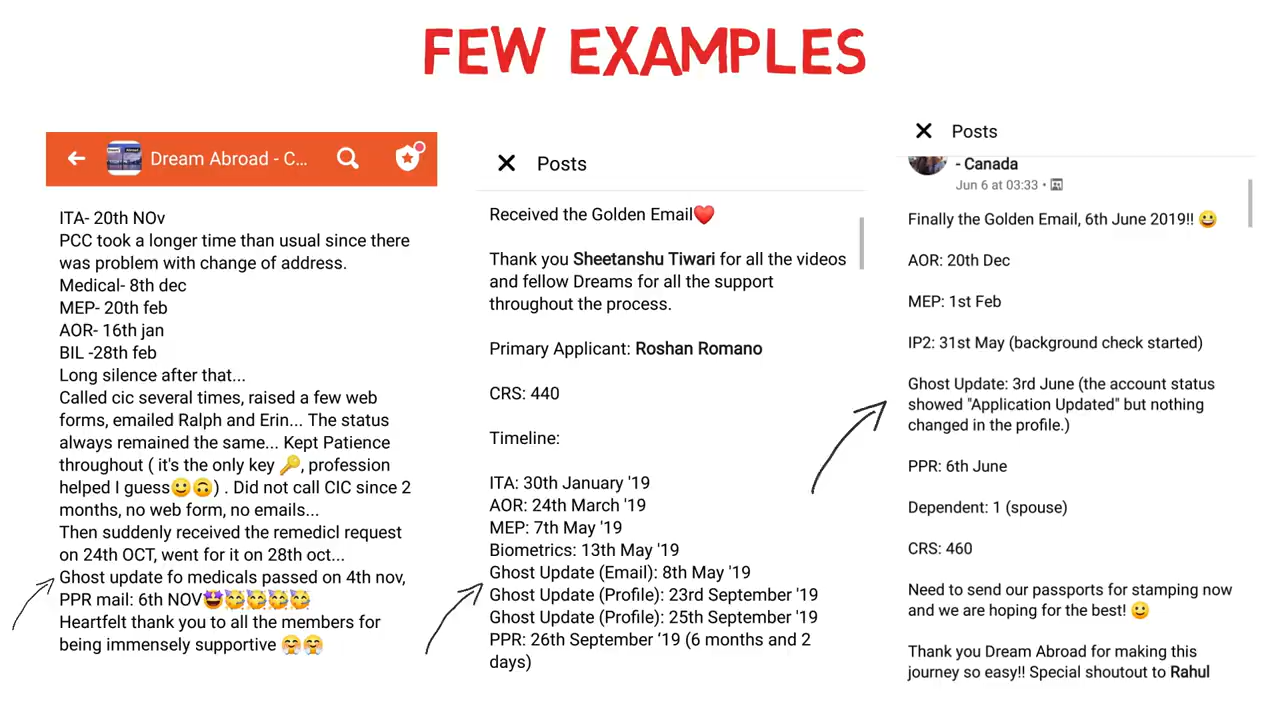 FEW EXAMPLES
Dream Abroad - C...
ITA- 20th NOv
PCC took a longer time than usual since there
was problem with change of address.
Medical- 8th dec
MEP- 20th feb
AOR- 16th jan
BIL -28th feb
Long silence after that...
Called cic several times, raised a few web
forms, emailed Ralph and Erin... The status
always remained the same... Kept Patience
throughout ( it's the only key 🔑, profession
helped I guess🙂🙃) . Did not call CIC since 2
months, no web form, no emails...
Then suddenly received the remedicl request
on 24th OCT, went for it on 28th oct...
Ghost update fo medicals passed on 4th nov,
PPR mail: 6th NOV🤩🥳🥳🥳🥳
Heartfelt thank you to all the members for
being immensely supportive 🤗🤗
Posts
Received the Golden Email❤️
Thank you Sheetanshu Tiwari for all the videos
and fellow Dreams for all the support
throughout the process.
Primary Applicant: Roshan Romano
CRS: 440
Timeline:
ITA: 30th January '19
AOR: 24th March '19
MEP: 7th May '19
Biometrics: 13th May '19
Ghost Update (Email): 8th May '19
Ghost Update (Profile): 23rd September '19
Ghost Update (Profile): 25th September '19
PPR: 26th September ‘19 (6 months and 2
days)
Posts
- Canada
Jun 6 at 03:33 •
Finally the Golden Email, 6th June 2019!! 😀
AOR: 20th Dec
MEP: 1st Feb
IP2: 31st May (background check started)
Ghost Update: 3rd June (the account status
showed "Application Updated" but nothing
changed in the profile.)
PPR: 6th June
Dependent: 1 (spouse)
CRS: 460
Need to send our passports for stamping now
and we are hoping for the best! 🙂
Thank you Dream Abroad for making this
journey so easy!! Special shoutout to Rahul